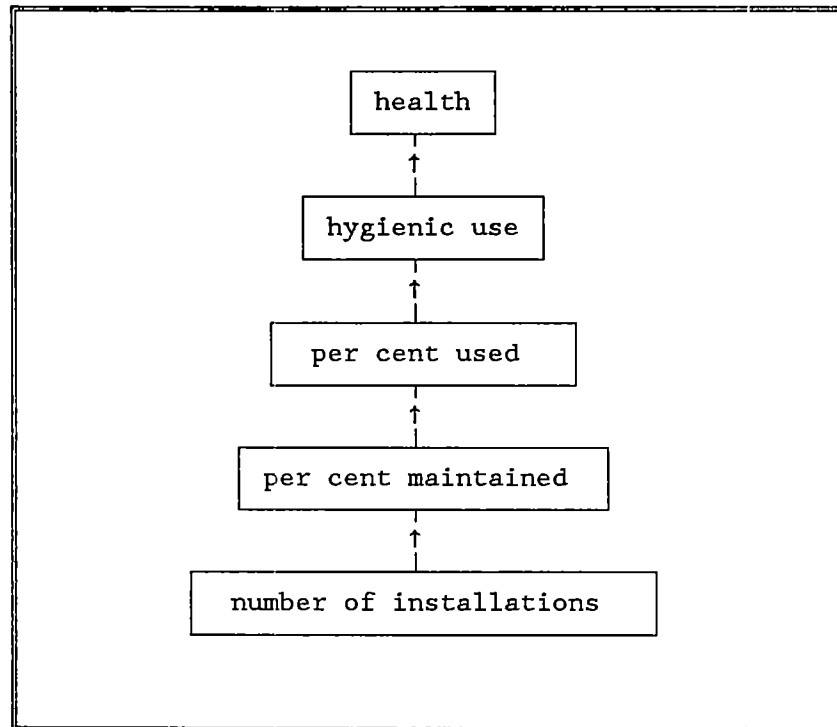 health
hygienic use
per cent used
per cent maintained
number of installations